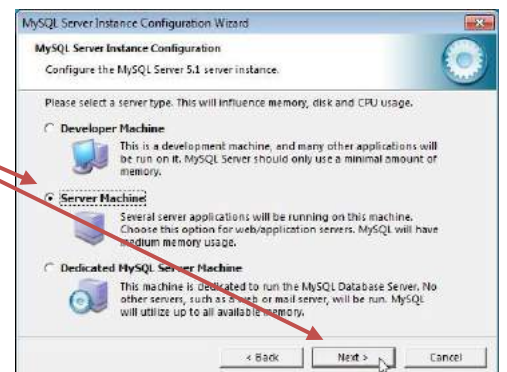 MySQL Server Instance Configuration Wizard
MySQL Server Instance Configuration
Configure the MySQL Server 5.1 server instance.
Please select a server type. This will influence memory, disk and CPU usage.
Developer Machine
This is a development machine, and many other applications will
be run on it. MySQL Server should only use a minimal amount of
memory.
Server Machine
Several server applications will be running on this machine.
Choose this option for web/application servers. MySQL will have
medium memory usage.
Dedicated MySQL Server Machine
This machine is dedicated to run the MySQL Database Server. No
other servers, such as a web or mail server, will be run. MySQL
will utilize up to all available memory.
< Back
Next >
Cancel